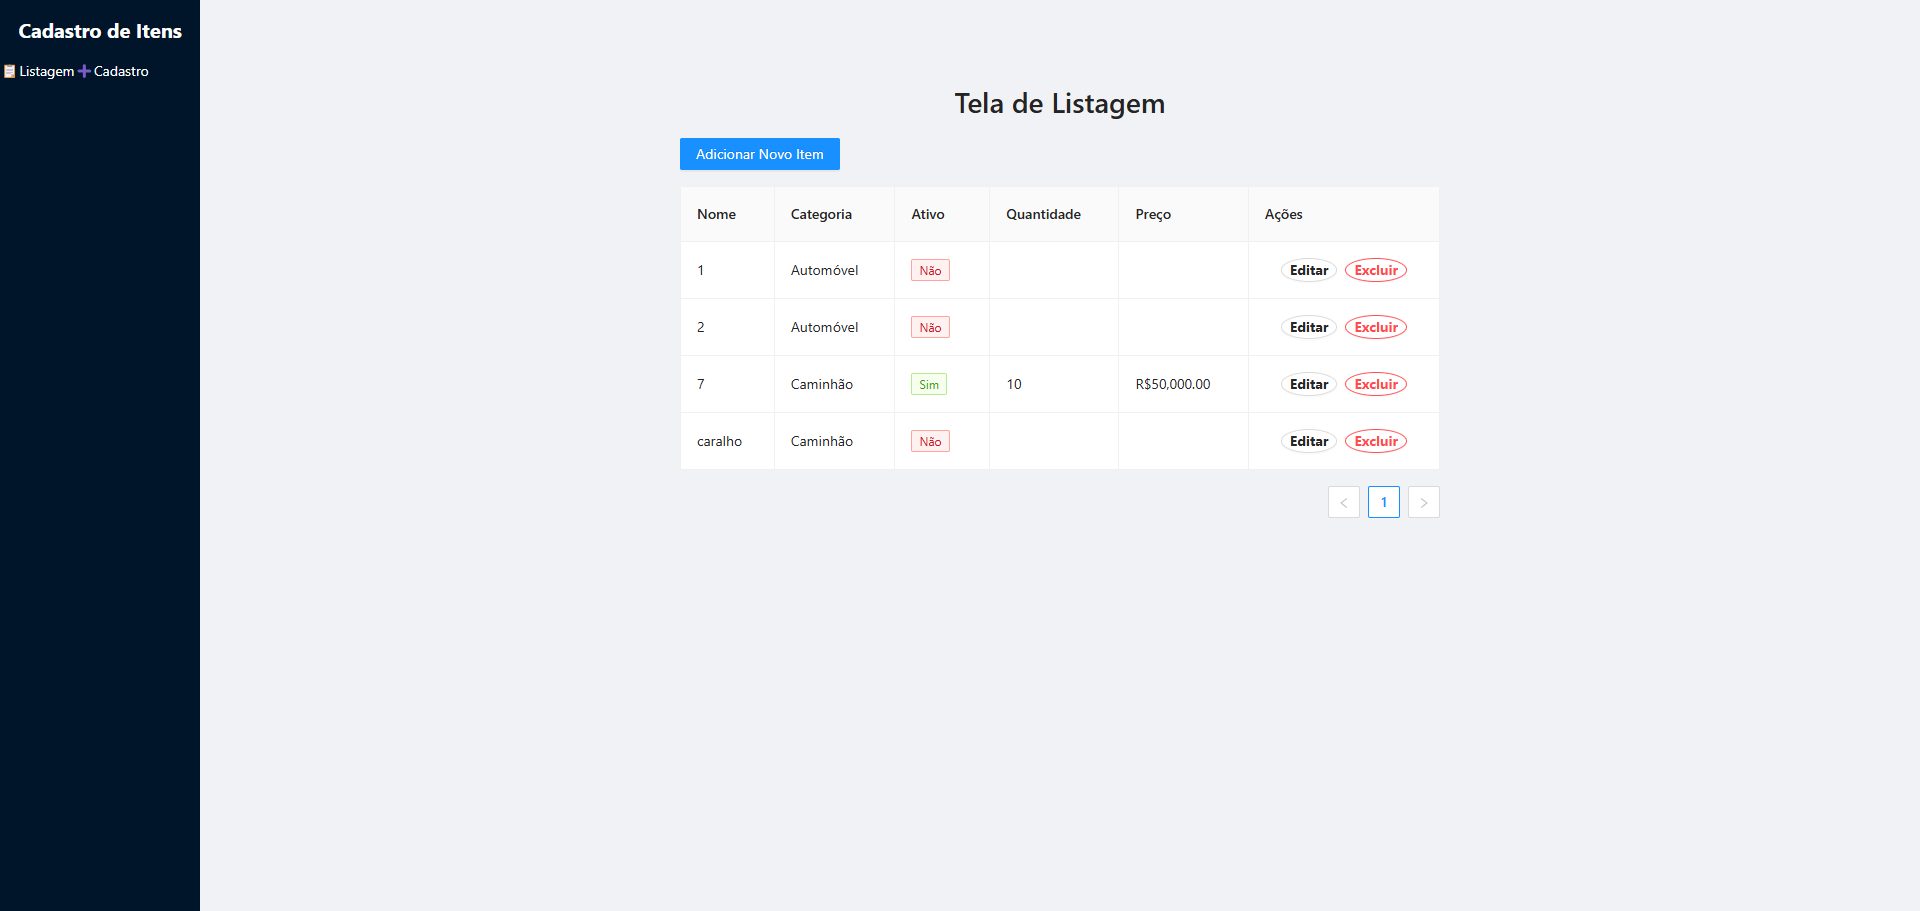 Cadastro de Itens
📋 Listagem ➕ Cadastro
Tela de Listagem
Adicionar Novo Item
Nome Categoria Ativo Quantidade Preço Ações
1 Automóvel Não Editar Excluir
2 Automóvel Não Editar Excluir
7 Caminhão Sim 10 R$50,000.00 Editar Excluir
caralho Caminhão Não Editar Excluir
< 1 >